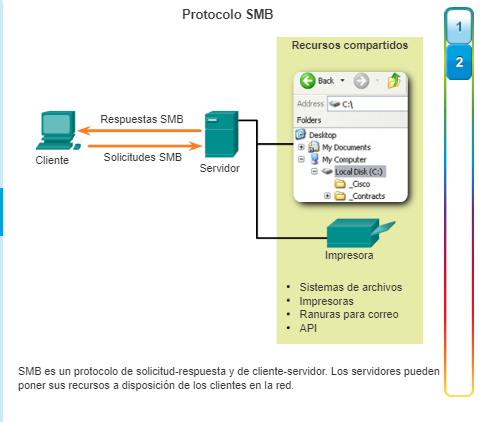 Protocolo SMB
1
2
Recursos compartidos
Back
Address C:\
Folders
Desktop
My Documents
My Computer
Local Disk (C:)
_Cisco
_Contracts
Respuestas SMB
Solicitudes SMB
Cliente
Servidor
Impresora
• Sistemas de archivos
• Impresoras
• Ranuras para correo
• API
SMB es un protocolo de solicitud-respuesta y de cliente-servidor. Los servidores pueden
poner sus recursos a disposición de los clientes en la red.